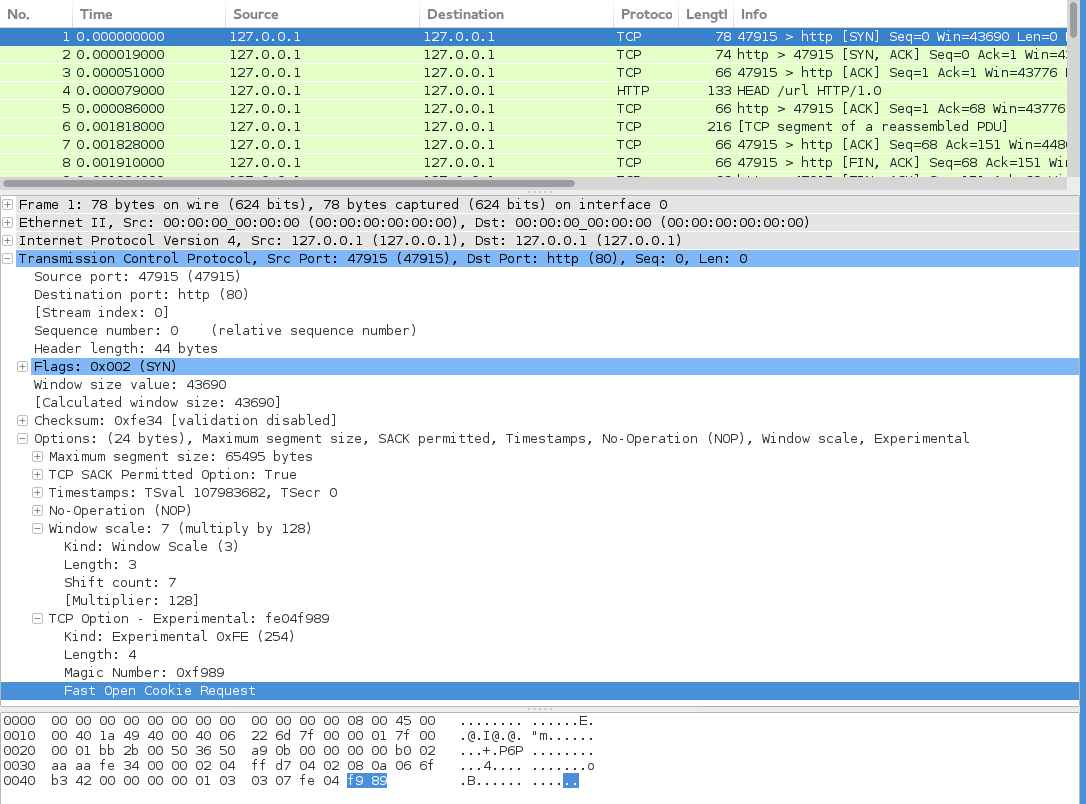 No. Time Source Destination Protoco Lengtl Info
1 0.000000000 127.0.0.1 127.0.0.1 TCP 78 47915 > http [SYN] Seq=0 Win=43690 Len=0
2 0.000019000 127.0.0.1 127.0.0.1 TCP 74 http > 47915 [SYN, ACK] Seq=0 Ack=1 Win=
3 0.000051000 127.0.0.1 127.0.0.1 TCP 66 47915 > http [ACK] Seq=1 Ack=1 Win=43776
4 0.000079000 127.0.0.1 127.0.0.1 HTTP 133 HEAD /url HTTP/1.0
5 0.000086000 127.0.0.1 127.0.0.1 TCP 66 http > 47915 [ACK] Seq=1 Ack=68 Win=43776
6 0.001818000 127.0.0.1 127.0.0.1 TCP 216 [TCP segment of a reassembled PDU]
7 0.001828000 127.0.0.1 127.0.0.1 TCP 66 47915 > http [ACK] Seq=68 Ack=151 Win=448
8 0.001910000 127.0.0.1 127.0.0.1 TCP 66 47915 > http [FIN, ACK] Seq=68 Ack=151 Wi
Frame 1: 78 bytes on wire (624 bits), 78 bytes captured (624 bits) on interface 0
Ethernet II, Src: 00:00:00_00:00:00 (00:00:00:00:00:00), Dst: 00:00:00_00:00:00 (00:00:00:00:00:00)
Internet Protocol Version 4, Src: 127.0.0.1 (127.0.0.1), Dst: 127.0.0.1 (127.0.0.1)
Transmission Control Protocol, Src Port: 47915 (47915), Dst Port: http (80), Seq: 0, Len: 0
Source port: 47915 (47915)
Destination port: http (80)
[Stream index: 0]
Sequence number: 0 (relative sequence number)
Header length: 44 bytes
Flags: 0x002 (SYN)
Window size value: 43690
[Calculated window size: 43690]
Checksum: 0xfe34 [validation disabled]
Options: (24 bytes), Maximum segment size, SACK permitted, Timestamps, No-Operation (NOP), Window scale, Experimental
Maximum segment size: 65495 bytes
TCP SACK Permitted Option: True
Timestamps: TSval 107983682, TSecr 0
No-Operation (NOP)
Window scale: 7 (multiply by 128)
Kind: Window Scale (3)
Length: 3
Shift count: 7
[Multiplier: 128]
TCP Option - Experimental: fe04f989
Kind: Experimental 0xFE (254)
Length: 4
Magic Number: 0xf989
Fast Open Cookie Request
0000 00 00 00 00 00 00 00 00 00 00 00 00 08 00 45 00 ........ ......E.
0010 00 40 1a 49 40 00 40 06 22 6d 7f 00 00 01 7f 00 .@.I@.@. "m......
0020 00 01 bb 2b 00 50 36 50 a9 0b 00 00 00 00 b0 02 ...+.P6P ........
0030 aa aa fe 34 00 00 02 04 ff d7 04 02 08 0a 06 6f ...4.... .......o
0040 b3 42 00 00 00 00 01 03 03 07 fe 04 f9 89 .B...... ......